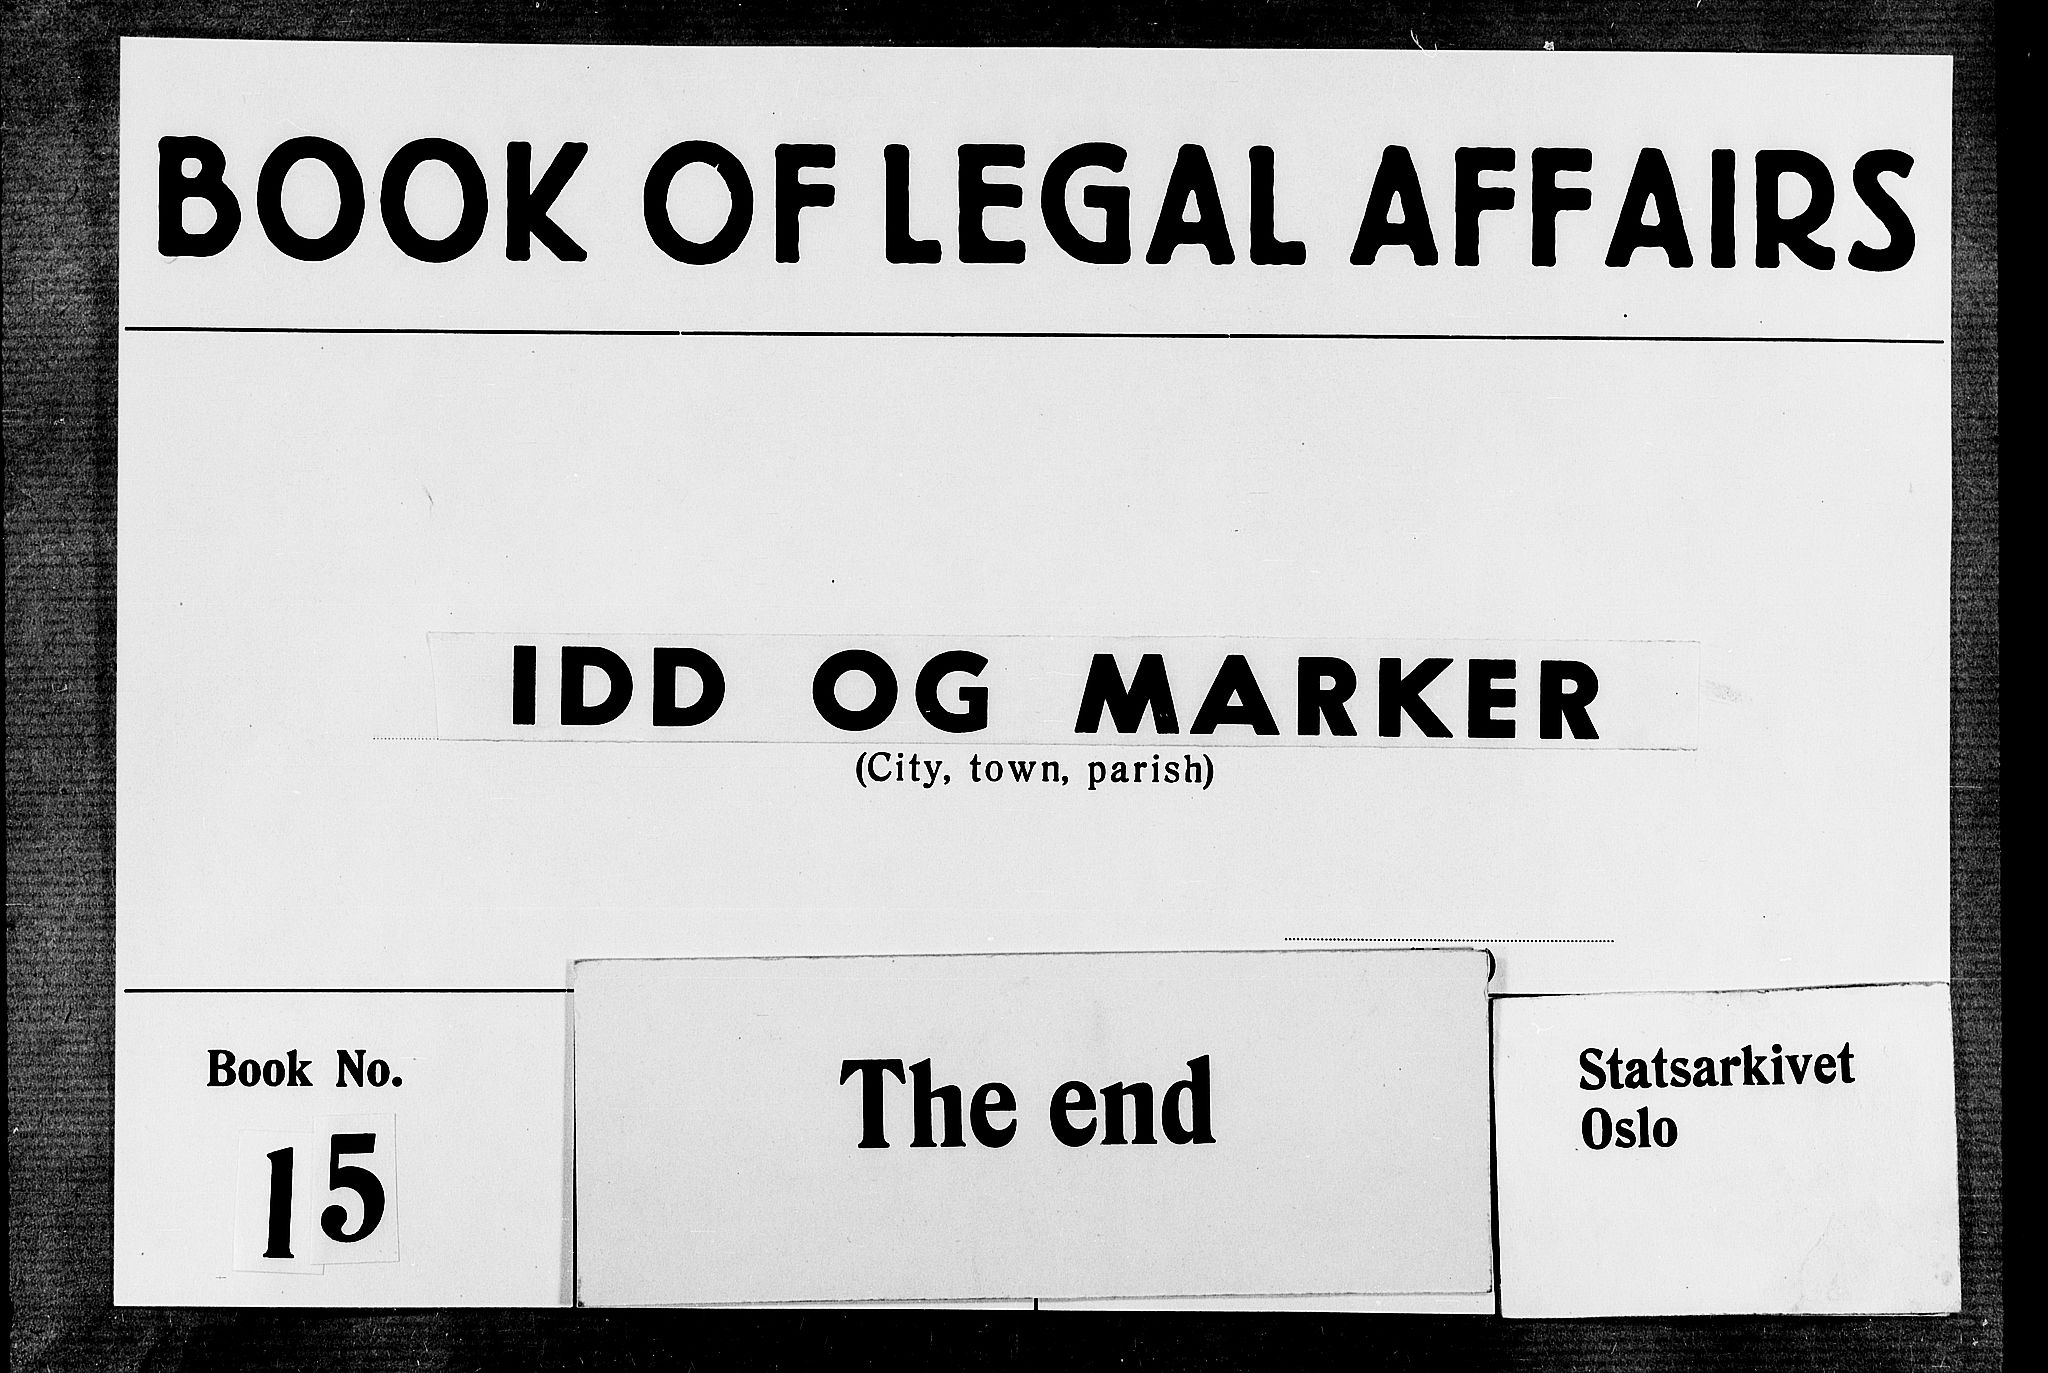 BOOK OF LEGAL AFFAIRS
IDD OG MARKER
(City, town, parish)
Book No.
15
The end
Statsarkivet
Oslo